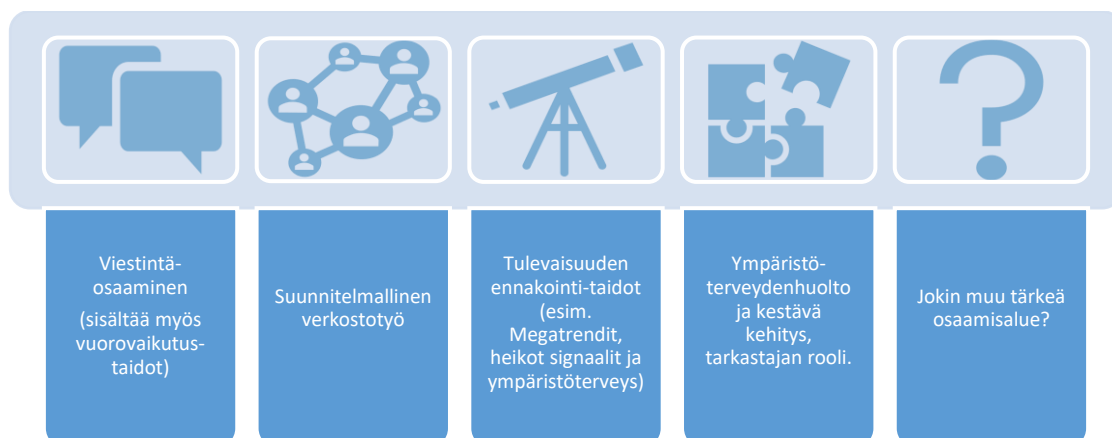 Viestintä-
osaaminen
(sisältää myös
vuorovaikutus-
taidot)
Suunnitelmallinen
verkostotyö
Tulevaisuuden
ennakointi-taidot
(esim.
Megatrendit,
heikot signaalit ja
ympäristöterveys)
Ympäristö-
terveydenhuolto
ja kestävä
kehitys,
tarkastajan rooli.
Jokin muu tärkeä
osaamisalue?